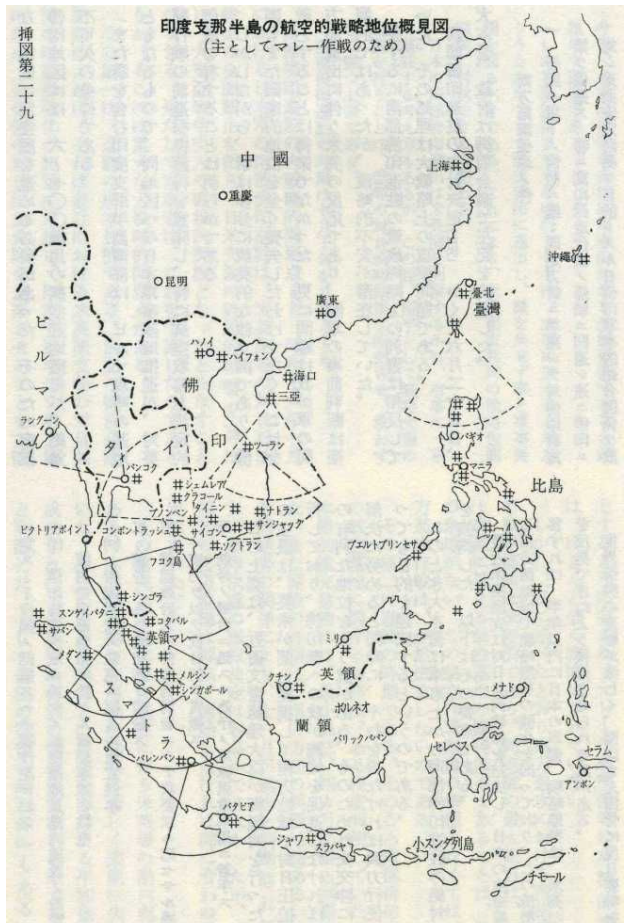 印度支那半島の航空的戦略地位概見図
(主としてマレー作戦のため)
挿図第二十九
中國
上海
重慶
沖縄
昆明
廣東
臺北
臺灣
ビルマ
ハノイ
ハイフォン
海口
佛印
三亞
ラングーン
タイ
ツーラン
バギオ
バンコク
マニラ
シェムレア
クラコール
比島
プノンペン
タイニン
ナトラン
ビクトリアポイント
コンポントラッシュ
サイゴン
サンジャック
プエルトプリンセサ
フコク島
ソクトラン
シンゴラ
スンゲイパタニ
コタバル
サバン
英領マレー
ミリ
メダン
メルシン
クチン
英領
メナド
シンガポール
スマトラ
蘭領
ボルネオ
バリックパパン
セレベス
セラム
パレンバン
アンボン
バタビア
ジャワ
スラバヤ
小スンダ列島
チモール